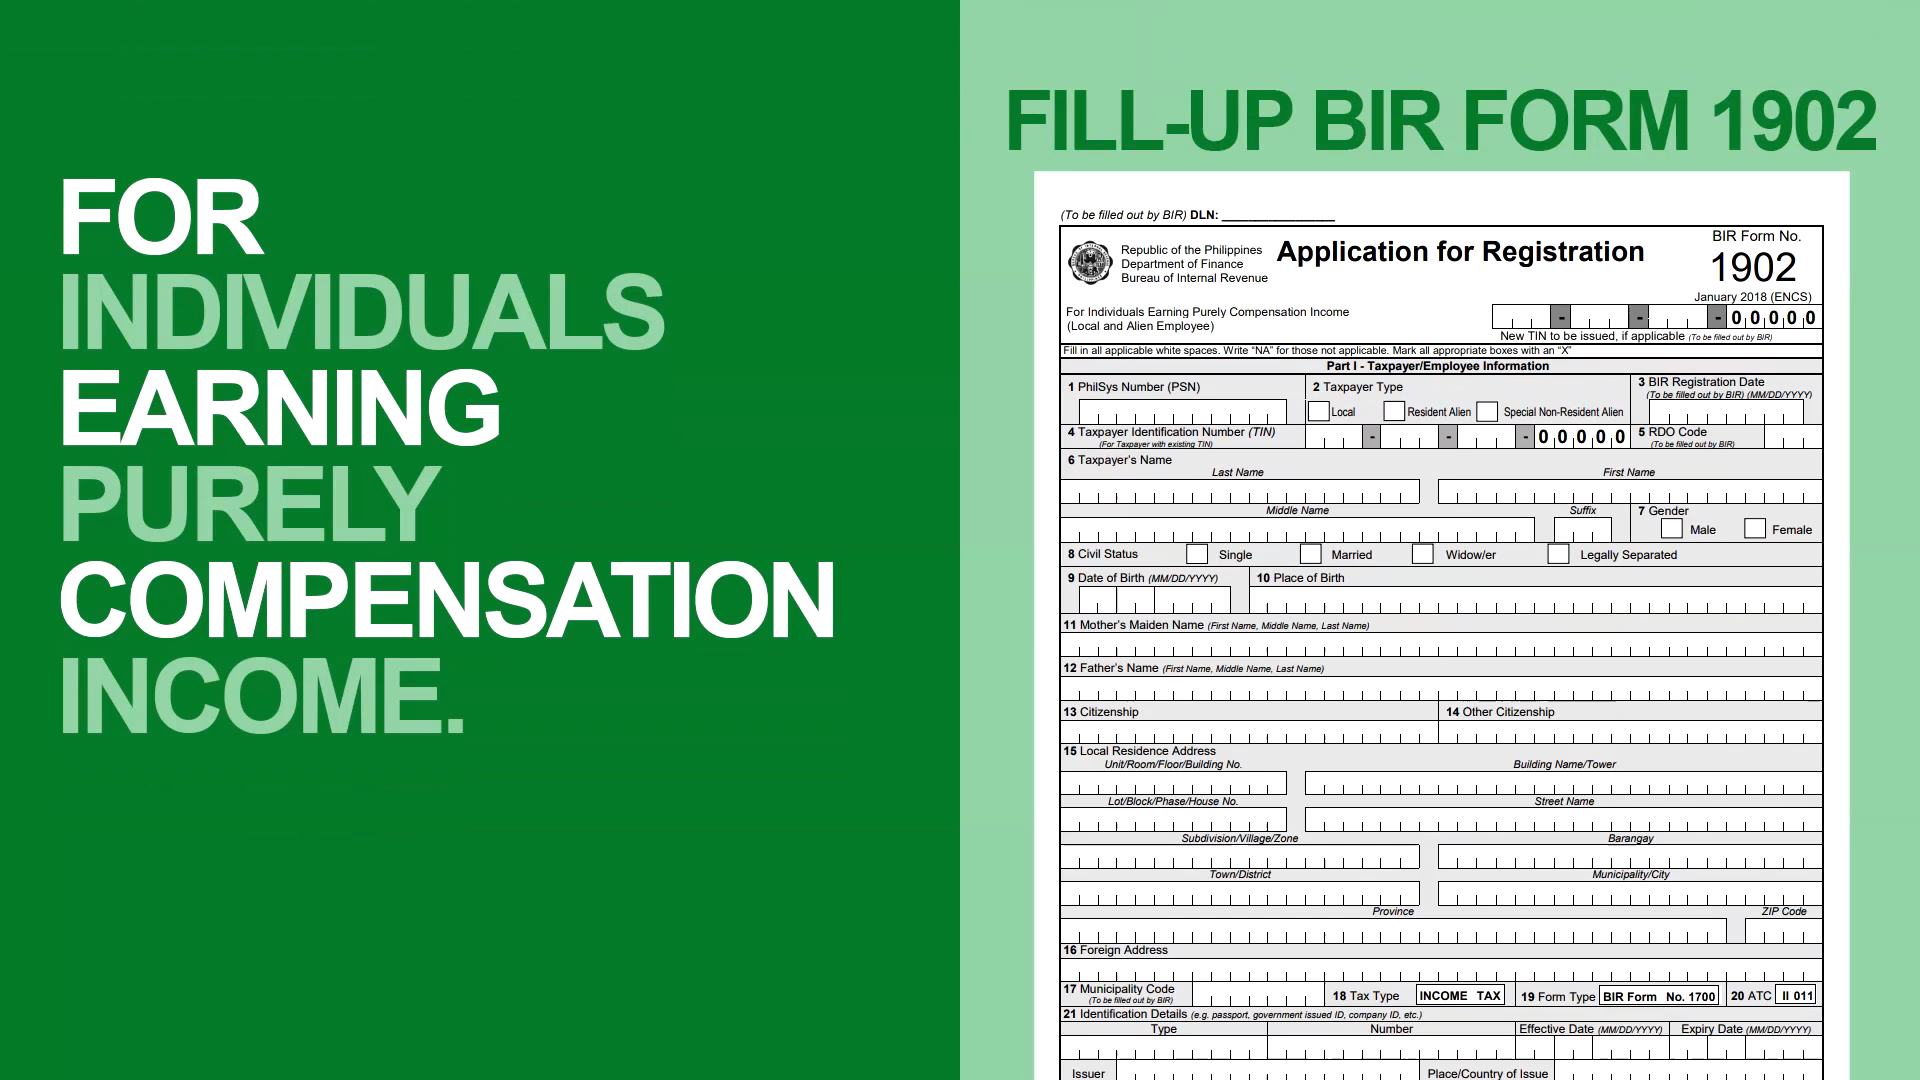 FOR
INDIVIDUALS
EARNING
PURELY
COMPENSATION
INCOME.
FILL-UP BIR FORM 1902
(To be filled out by BIR) DLN: ________________
Republic of the Philippines
Department of Finance
Bureau of Internal Revenue
Application for Registration
BIR Form No.
1902
January 2018 (ENCS)
For Individuals Earning Purely Compensation Income
(Local and Alien Employee)
- - - 0 0 0 0 0
New TIN to be issued, if applicable (To be filled out by BIR)
Fill in all applicable white spaces. Write “NA” for those not applicable. Mark all appropriate boxes with an “X”
Part I - Taxpayer/Employee Information
1 PhilSys Number (PSN)
2 Taxpayer Type
Local Resident Alien Special Non-Resident Alien
3 BIR Registration Date
(To be filled out by BIR) (MM/DD/YYYY)
4 Taxpayer Identification Number (TIN)
(For Taxpayer with existing TIN)
- - - 0 0 0 0 0
5 RDO Code
(To be filled out by BIR)
6 Taxpayer’s Name
Last Name First Name
Middle Name Suffix
7 Gender
Male Female
8 Civil Status Single Married Widow/er Legally Separated
9 Date of Birth (MM/DD/YYYY) 10 Place of Birth
11 Mother’s Maiden Name (First Name, Middle Name, Last Name)
12 Father’s Name (First Name, Middle Name, Last Name)
13 Citizenship 14 Other Citizenship
15 Local Residence Address
Unit/Room/Floor/Building No. Building Name/Tower
Lot/Block/Phase/House No. Street Name
Subdivision/Village/Zone Barangay
Town/District Municipality/City
Province ZIP Code
16 Foreign Address
17 Municipality Code
(To be filled out by BIR)
18 Tax Type INCOME TAX 19 Form Type BIR Form No. 1700 20 ATC II 011
21 Identification Details (e.g. passport, government issued ID, company ID, etc.)
Type Number Effective Date (MM/DD/YYYY) Expiry Date (MM/DD/YYYY)
Issuer Place/Country of Issue